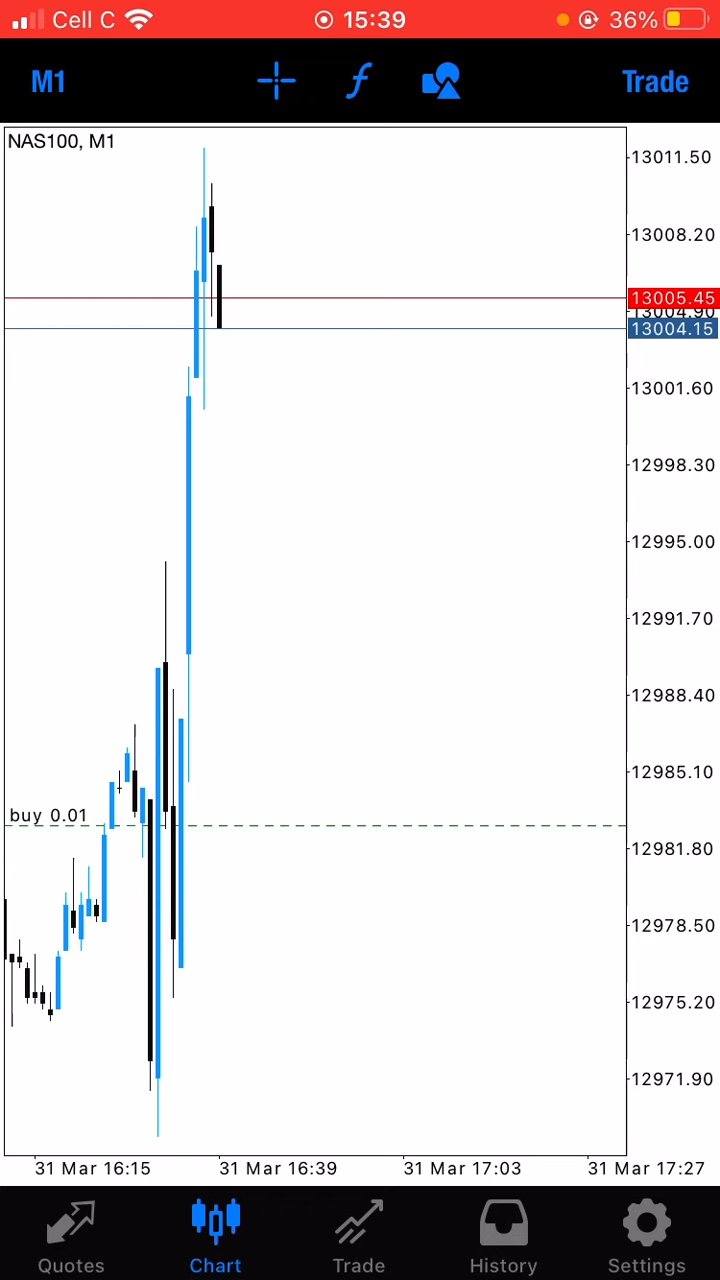 Cell C 15:39 36%
M1 f Trade
NAS100, M1
13011.50
13008.20
13005.45
13004.90
13004.15
13001.60
12998.30
12995.00
12991.70
12988.40
12985.10
buy 0.01
12981.80
12978.50
12975.20
12971.90
31 Mar 16:15 31 Mar 16:39 31 Mar 17:03 31 Mar 17:27
Quotes Chart Trade History Settings